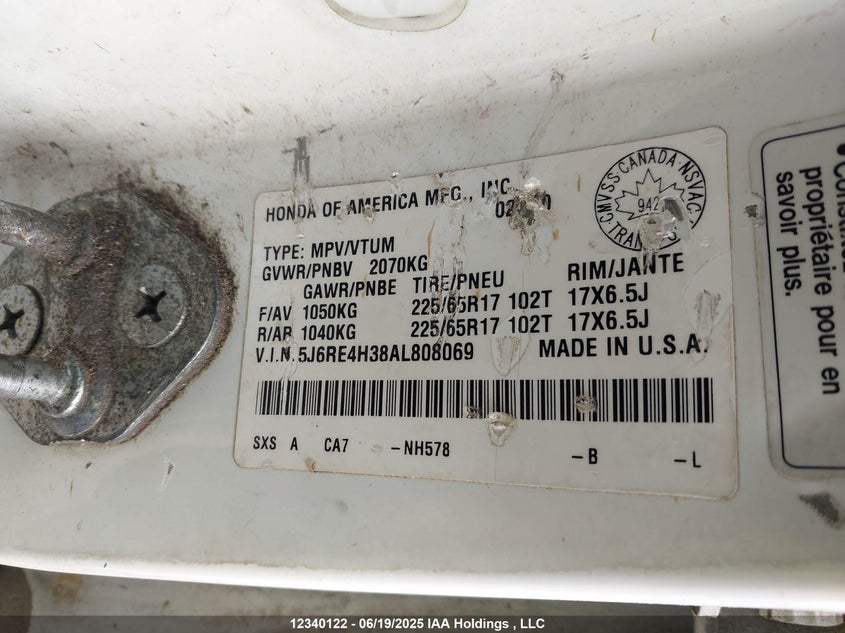 HONDA OF AMERICA MFG., INC.
CMVSS CANADA NSVAC
TYPE: MPV/VTUM
GVWR/PNBV 2070KG
GAWR/PNBE TIRE/PNEU RIM/JANTE
F/AV 1050KG 225/65R17 102T 17X6.5J
R/AR 1040KG 225/65R17 102T 17X6.5J
V.I.N. 5J6RE4H38AL808069 MADE IN U.S.A.
SXS A CA7 -NH578 -B -L
propriétaire pour en
savoir plus.
12340122 - 06/19/2025 IAA Holdings , LLC